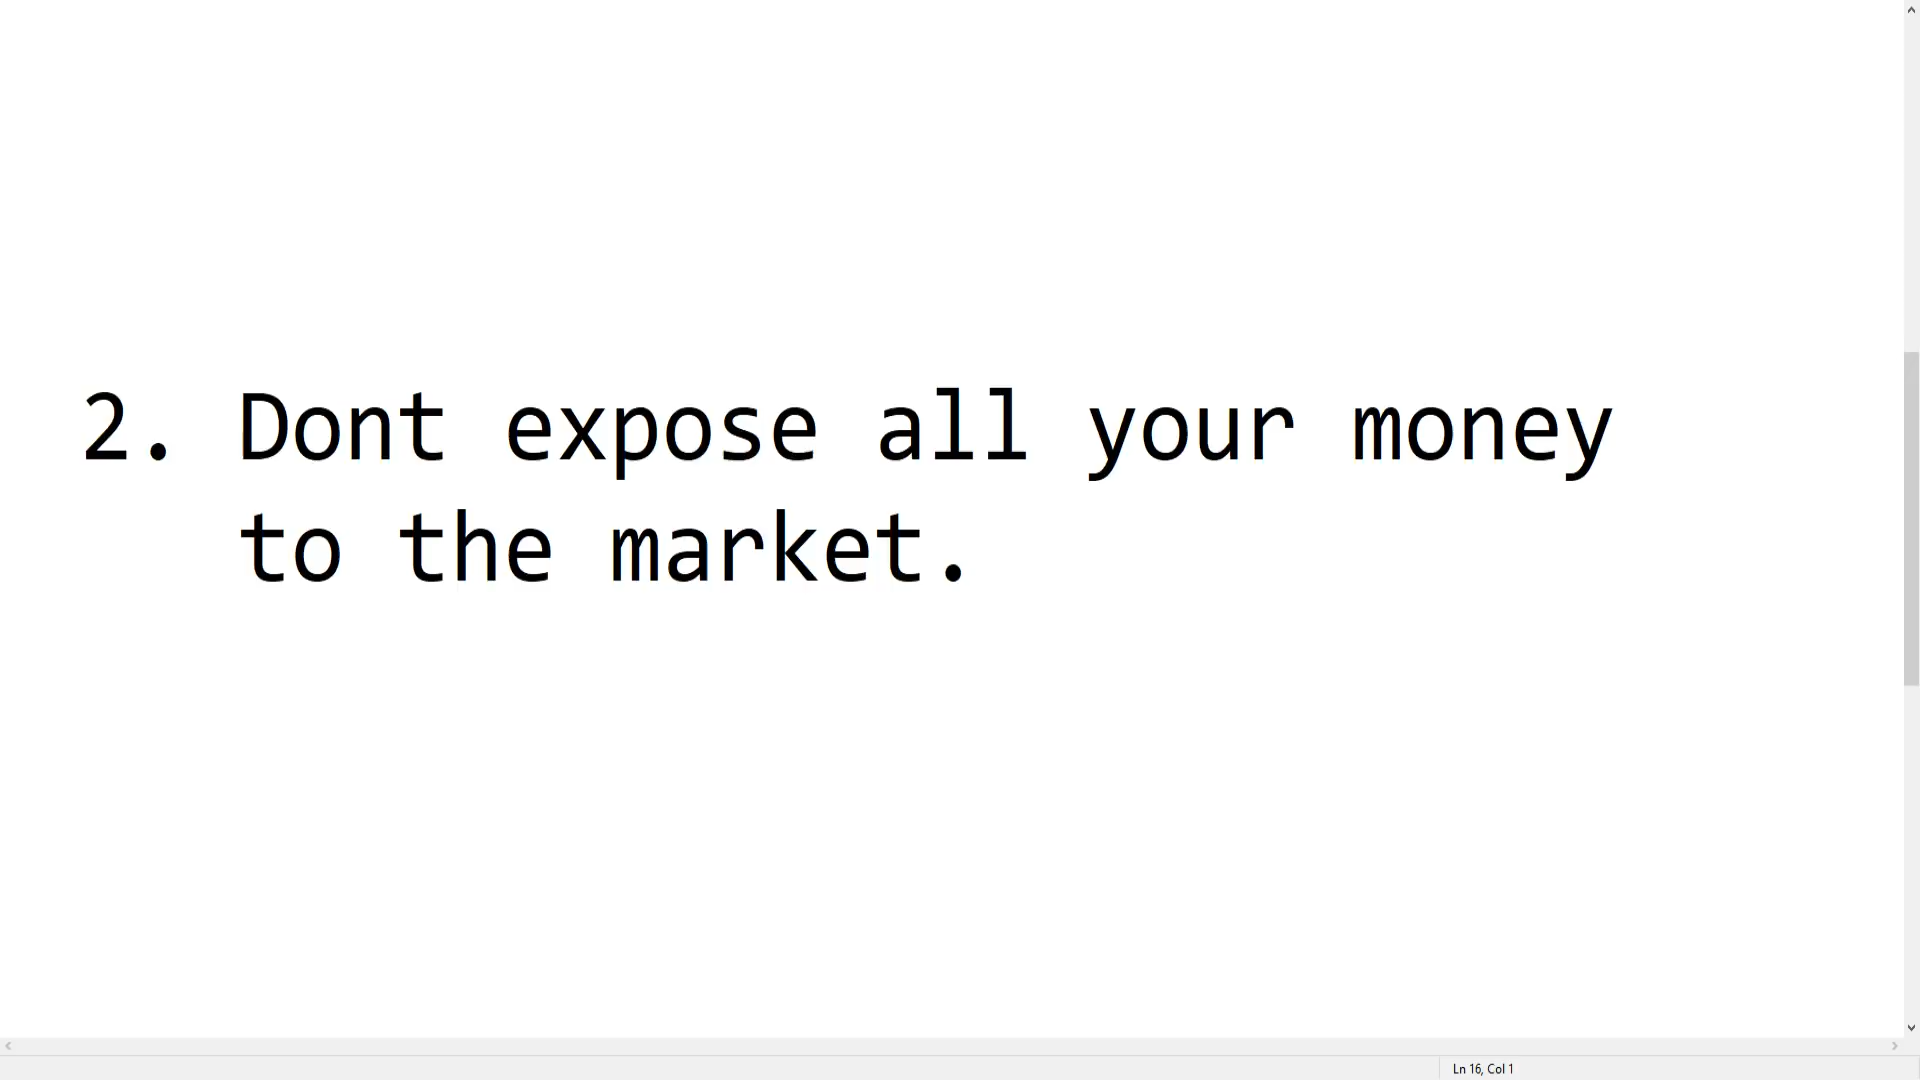 2. Dont expose all your money
to the market.
Ln 16, Col 1